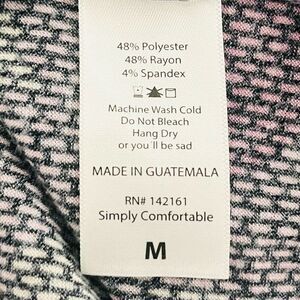 48% Polyester
48% Rayon
4% Spandex
Machine Wash Cold
Do Not Bleach
Hang Dry
or you'll be sad
MADE IN GUATEMALA
RN# 142161
Simply Comfortable
M